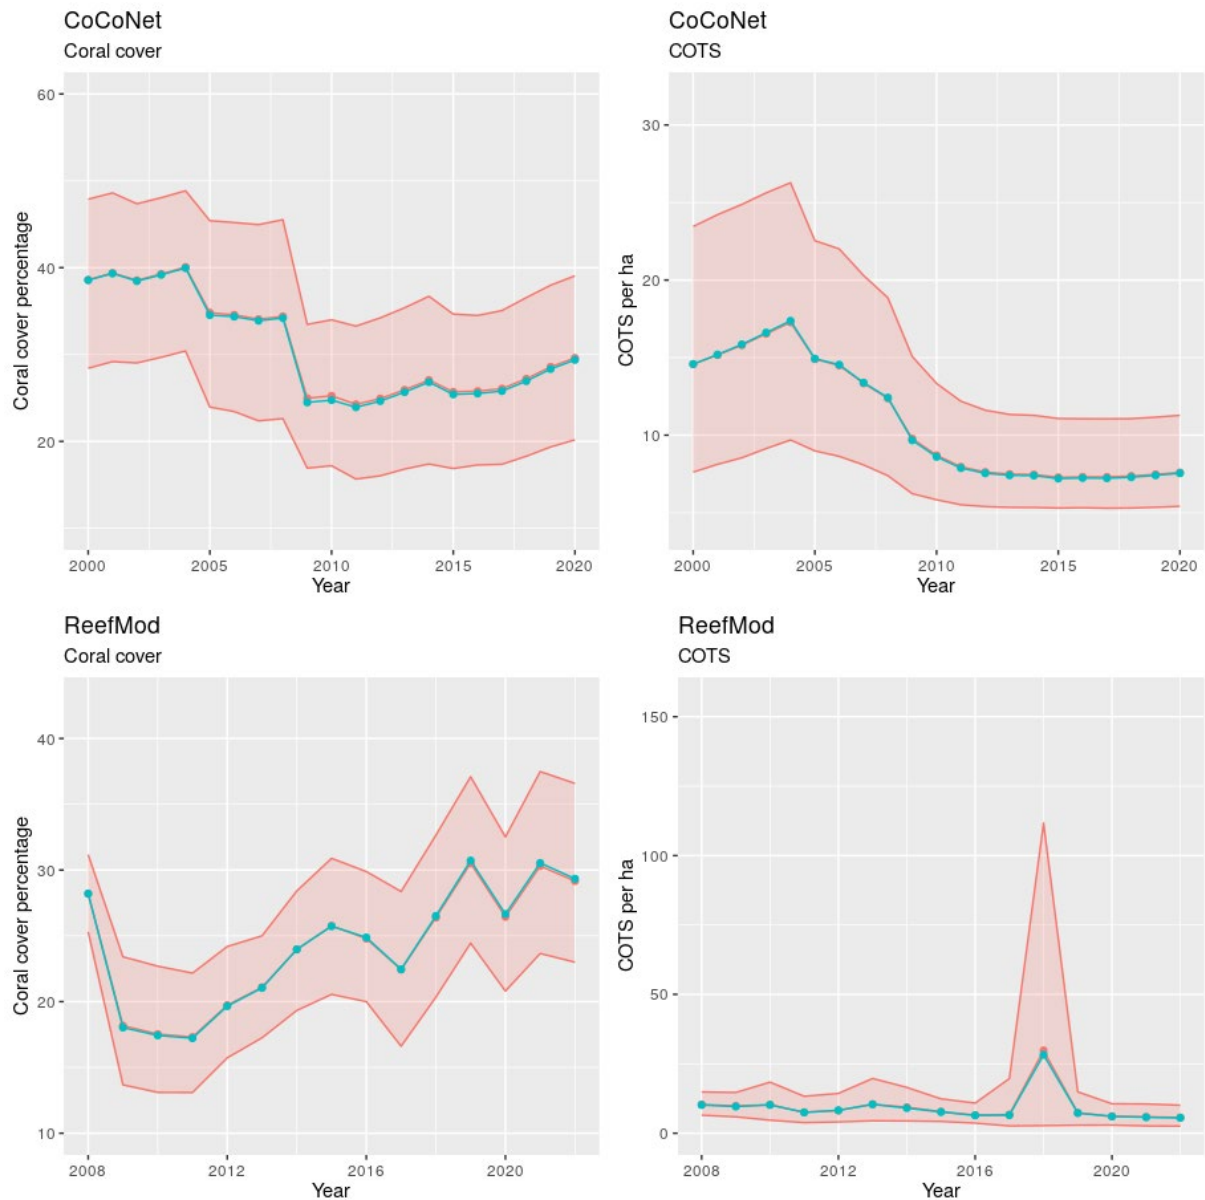 CoCoNet
Coral cover
60
40
20
Coral cover percentage
2000 2005 2010 2015 2020
Year
CoCoNet
COTS
30
20
10
COTS per ha
2000 2005 2010 2015 2020
Year
ReefMod
Coral cover
40
30
20
10
Coral cover percentage
2008 2012 2016 2020
Year
ReefMod
COTS
150
100
50
0
COTS per ha
2008 2012 2016 2020
Year